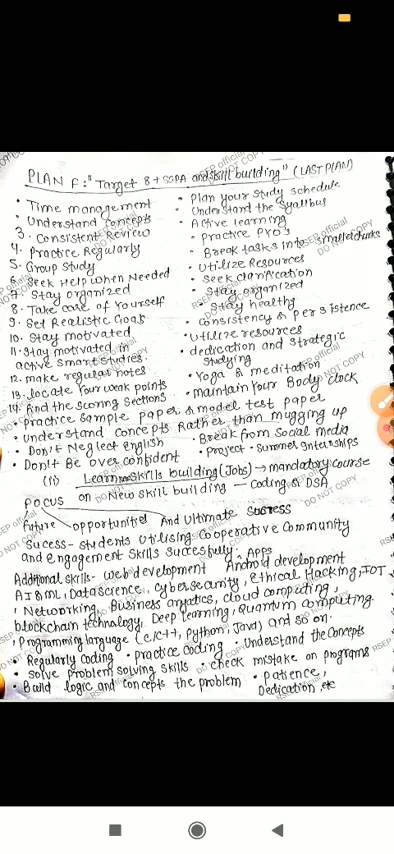 PLAN F:" Target 8+ SGPA and skill building" (LAST PLAN)
• Time management
• Understand Concepts
3. Consistent Review
4. Practice Regularly
5. Group Study
6. Seek Help When Needed
7. Stay organized
8. Take care of Yourself
9. Set Realistic Goals
10. Stay motivated
11. Stay motivated in
active smart studies.
12. make regular notes
13. locate Your weak points
14. And the Scoring Sections
• Plan your study schedule
• Understand the Syallbus
• Active learning
• Practice PYQs
• Break tasks into smaller chunks
• Utilize Resources
• Seek clarification
• Stay organized
• Stay healthy
• Consistency & persistence
• Utilize resources
• dedication and strategic
studying
• Yoga & meditation
• maintain Your Body clock
• Practice sample paper & model test paper
• understand concepts Rather than mugging up
• Don't Neglect english
• Break from Social media
• Don't Be over confident
• Project • Summer Internships
(ii) Learn skills building (Jobs) → mandatory course
FOCUS on New skill building — Coding & DSA
Future opportunities And Ultimate Success
Sucess - students Utilising Cooperative Community
and engagement skills sucessfully. Apps
Additional skills - web development Android development
AI & ML, Data science, Cybersecurity, Ethical Hacking, IOT
, Networking, Business anyatics, cloud computing,
blockchain technology, Deep learning, Quantum computing.
, Programming language (c/c++, Python, Java) and so on.
• Regularly Coding • Practice coding • Understand the Concepts
• Solve problem solving skills • check mistake on programs
• Build logic and concepts the problem • patience,
Dedication, etc